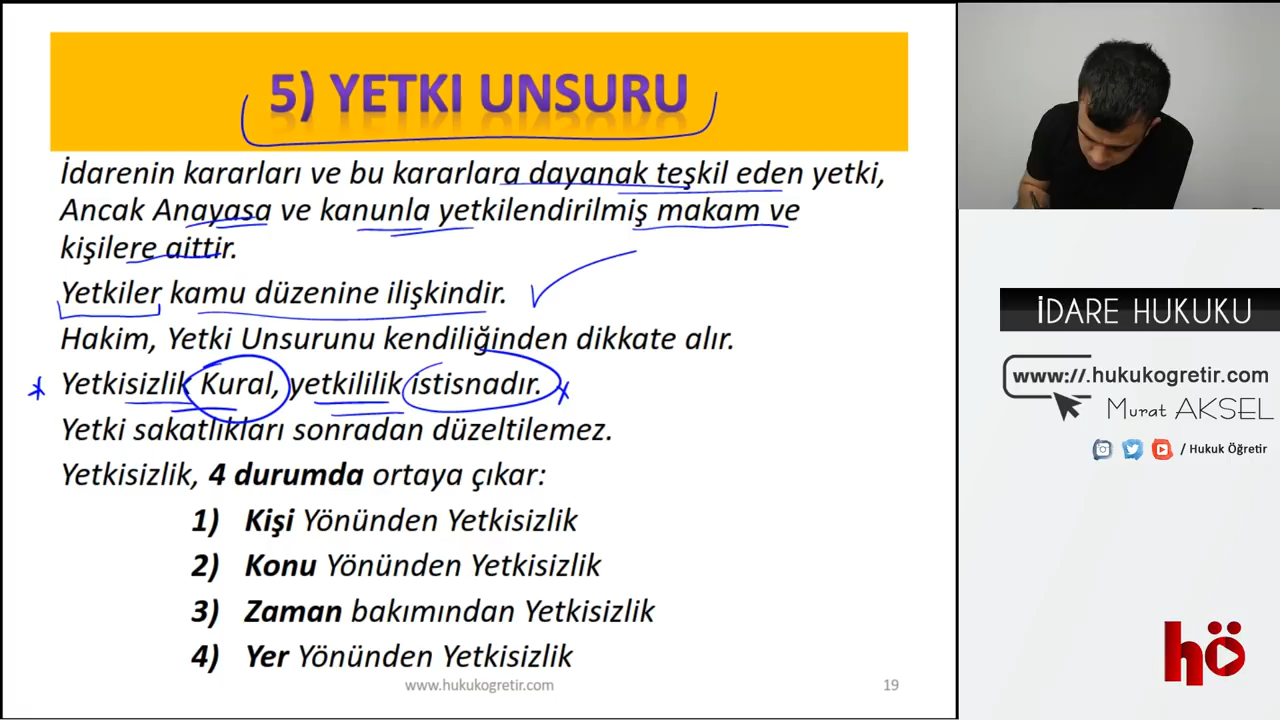 5) YETKI UNSURU
İdarenin kararları ve bu kararlara dayanak teşkil eden yetki,
Ancak Anayasa ve kanunla yetkilendirilmiş makam ve
kişilere aittir.
Yetkiler kamu düzenine ilişkindir.
Hakim, Yetki Unsurunu kendiliğinden dikkate alır.
Yetkisizlik Kural, yetkililik istisnadır.
Yetki sakatlıkları sonradan düzeltilemez.
Yetkisizlik, 4 durumda ortaya çıkar:
1) Kişi Yönünden Yetkisizlik
2) Konu Yönünden Yetkisizlik
3) Zaman bakımından Yetkisizlik
4) Yer Yönünden Yetkisizlik
www.hukukogretir.com
19
İDARE HUKUKU
www://.hukukogretir.com
Murat AKSEL
/ Hukuk Öğretir
hö